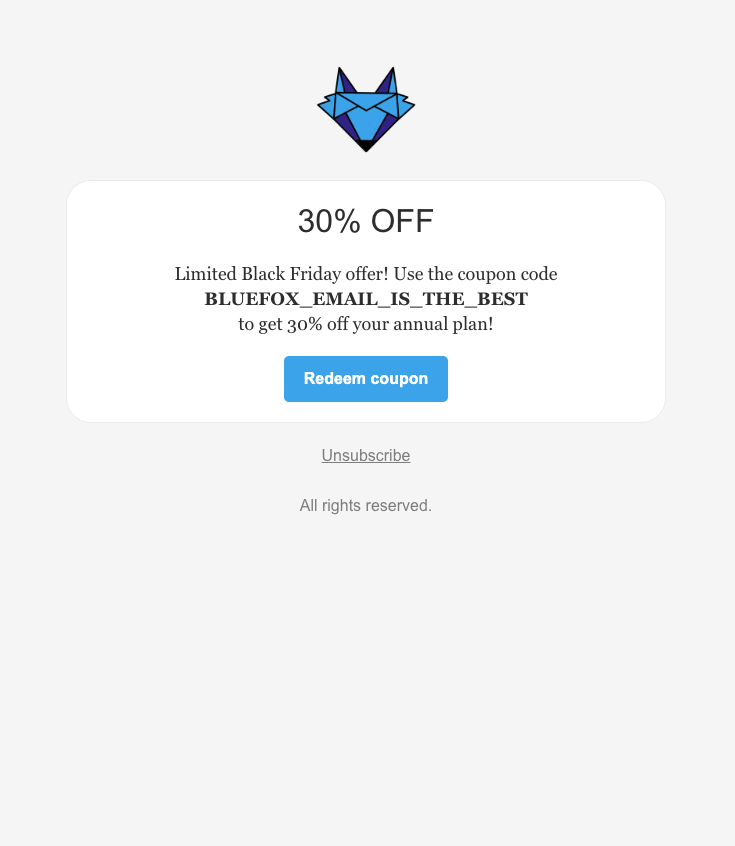 30% OFF
Limited Black Friday offer! Use the coupon code
BLUEFOX_EMAIL_IS_THE_BEST
to get 30% off your annual plan!
Redeem coupon
Unsubscribe
All rights reserved.